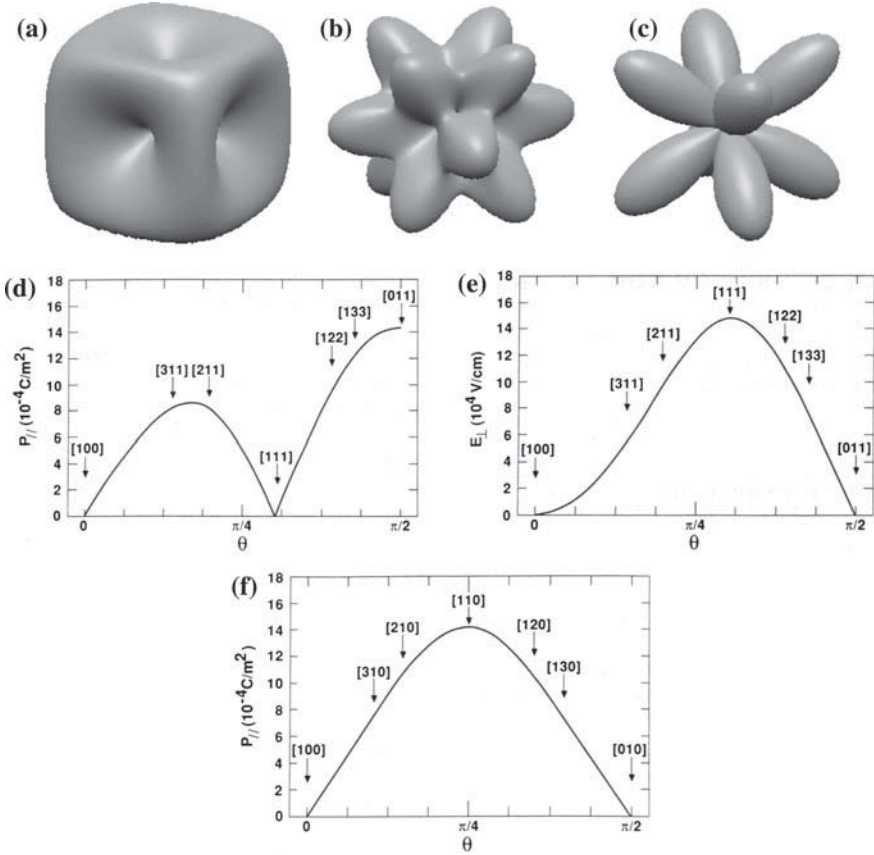 (a)
(b)
(c)
(d)
18
16
14
12
10
8
6
4
2
0
P// (10⁻⁴C/m²)
[100]
[311] [211]
[111]
[122]
[133]
[011]
0
π/4
π/2
θ
(e)
18
16
14
12
10
8
6
4
2
0
E⊥ (10⁴ V/cm)
[100]
[311]
[211]
[111]
[122]
[133]
[011]
0
π/4
π/2
θ
(f)
18
16
14
12
10
8
6
4
2
0
P// (10⁻⁴C/m²)
[100]
[310]
[210]
[110]
[120]
[130]
[010]
0
π/4
π/2
θ